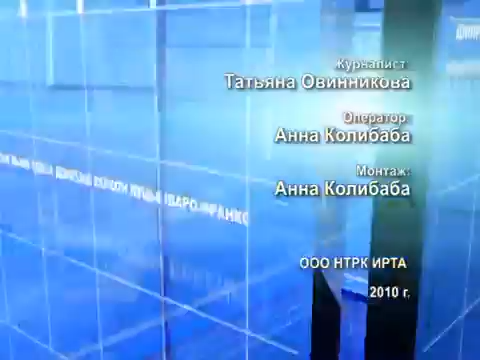 Журналист:
Татьяна Овинникова
Оператор:
Анна Колибаба
Монтаж:
Анна Колибаба
ООО НТРК ИРТА
2010 г.